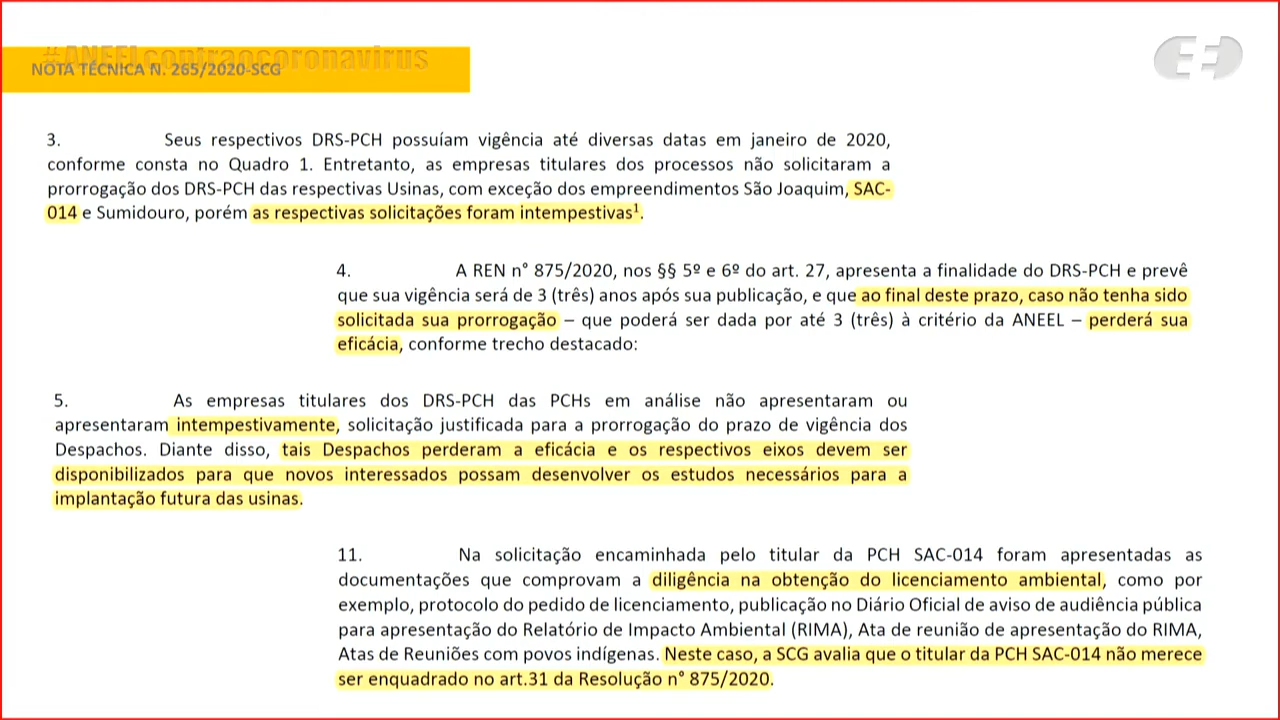 #ANEELcontraocoronavirus
NOTA TÉCNICA N. 265/2020-SCG
3. Seus respectivos DRS-PCH possuíam vigência até diversas datas em janeiro de 2020,
conforme consta no Quadro 1. Entretanto, as empresas titulares dos processos não solicitaram a
prorrogação dos DRS-PCH das respectivas Usinas, com exceção dos empreendimentos São Joaquim, SAC-
014 e Sumidouro, porém as respectivas solicitações foram intempestivas¹.
4. A REN n° 875/2020, nos §§ 5º e 6º do art. 27, apresenta a finalidade do DRS-PCH e prevê
que sua vigência será de 3 (três) anos após sua publicação, e que ao final deste prazo, caso não tenha sido
solicitada sua prorrogação – que poderá ser dada por até 3 (três) à critério da ANEEL – perderá sua
eficácia, conforme trecho destacado:
5. As empresas titulares dos DRS-PCH das PCHs em análise não apresentaram ou
apresentaram intempestivamente, solicitação justificada para a prorrogação do prazo de vigência dos
Despachos. Diante disso, tais Despachos perderam a eficácia e os respectivos eixos devem ser
disponibilizados para que novos interessados possam desenvolver os estudos necessários para a
implantação futura das usinas.
11. Na solicitação encaminhada pelo titular da PCH SAC-014 foram apresentadas as
documentações que comprovam a diligência na obtenção do licenciamento ambiental, como por
exemplo, protocolo do pedido de licenciamento, publicação no Diário Oficial de aviso de audiência pública
para apresentação do Relatório de Impacto Ambiental (RIMA), Ata de reunião de apresentação do RIMA,
Atas de Reuniões com povos indígenas. Neste caso, a SCG avalia que o titular da PCH SAC-014 não merece
ser enquadrado no art.31 da Resolução n° 875/2020.